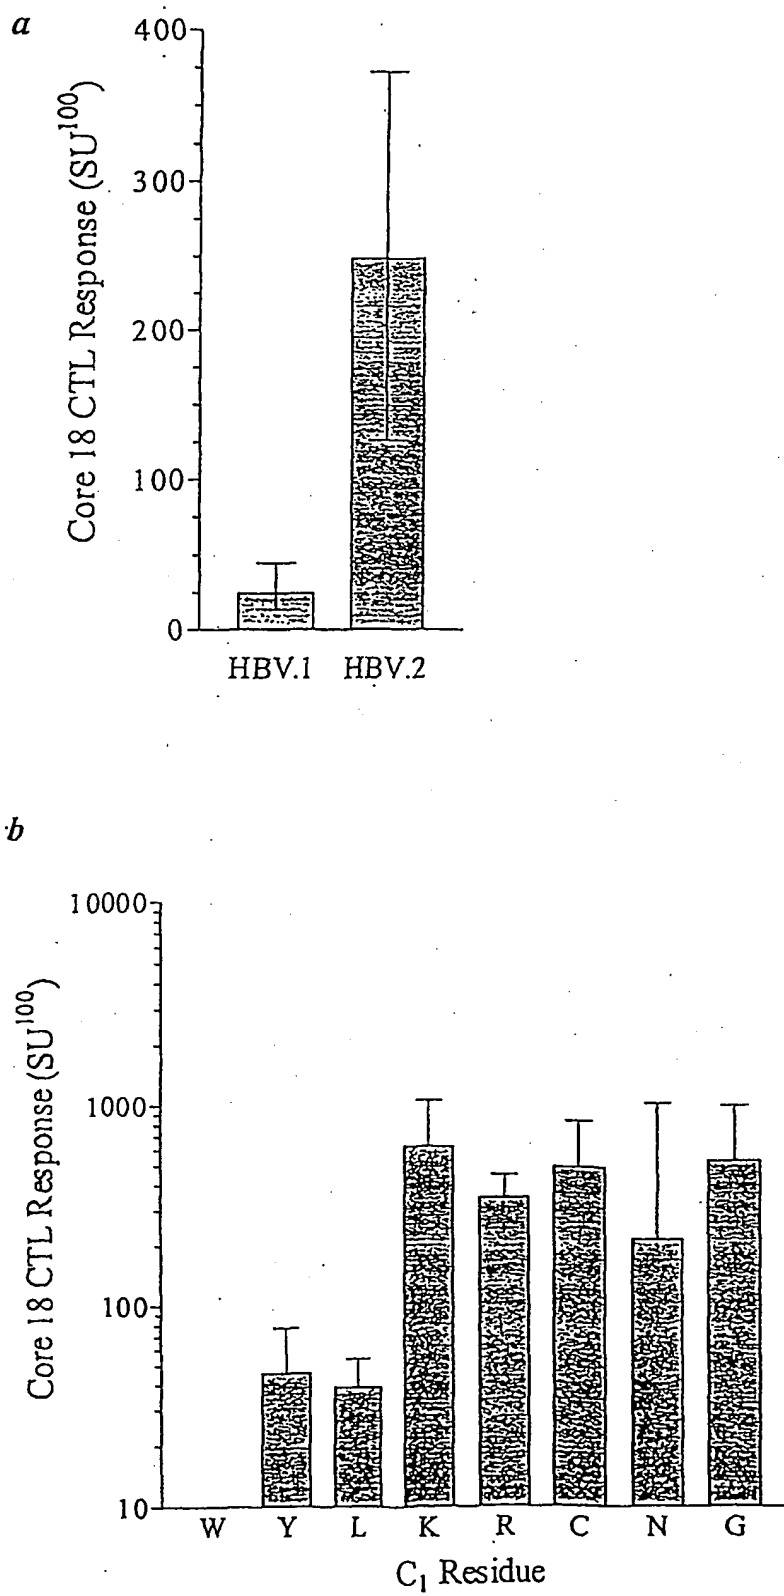 a
400
300
200
100
0
Core 18 CTL Response (SU¹⁰⁰)
HBV.1 HBV.2
b
10000
1000
100
10
Core 18 CTL Response (SU¹⁰⁰)
W Y L K R C N G
C₁ Residue